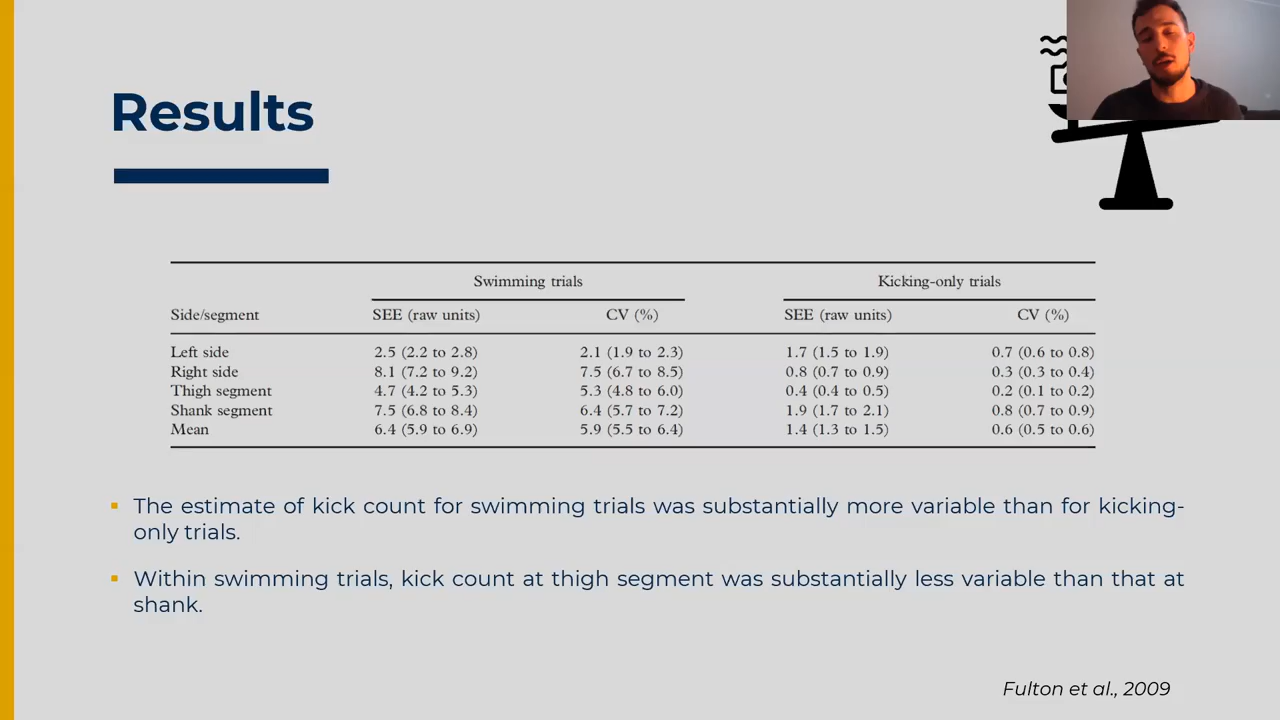 Results
Swimming trials Kicking-only trials
Side/segment SEE (raw units) CV (%) SEE (raw units) CV (%)
Left side 2.5 (2.2 to 2.8) 2.1 (1.9 to 2.3) 1.7 (1.5 to 1.9) 0.7 (0.6 to 0.8)
Right side 8.1 (7.2 to 9.2) 7.5 (6.7 to 8.5) 0.8 (0.7 to 0.9) 0.3 (0.3 to 0.4)
Thigh segment 4.7 (4.2 to 5.3) 5.3 (4.8 to 6.0) 0.4 (0.4 to 0.5) 0.2 (0.1 to 0.2)
Shank segment 7.5 (6.8 to 8.4) 6.4 (5.7 to 7.2) 1.9 (1.7 to 2.1) 0.8 (0.7 to 0.9)
Mean 6.4 (5.9 to 6.9) 5.9 (5.5 to 6.4) 1.4 (1.3 to 1.5) 0.6 (0.5 to 0.6)
▪ The estimate of kick count for swimming trials was substantially more variable than for kicking-
only trials.
▪ Within swimming trials, kick count at thigh segment was substantially less variable than that at
shank.
Fulton et al., 2009